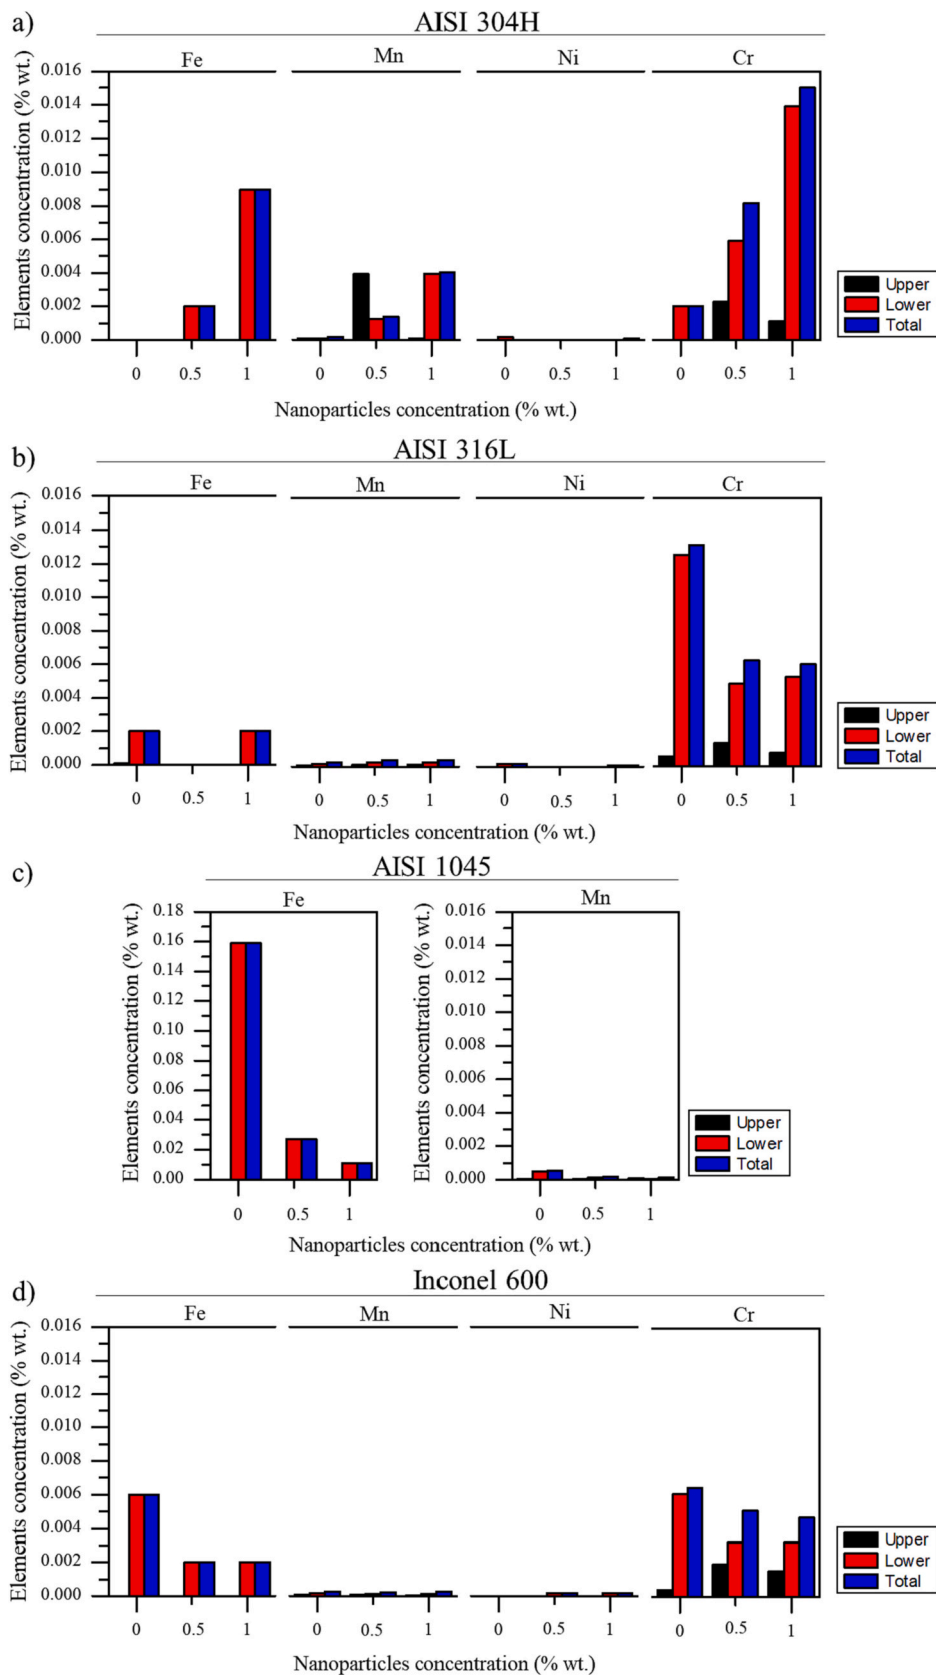 a)
AISI 304H
Fe
Mn
Ni
Cr
Elements concentration (% wt.)
0.016
0.014
0.012
0.010
0.008
0.006
0.004
0.002
0.000
0 0.5 1
0 0.5 1
0 0.5 1
0 0.5 1
Nanoparticles concentration (% wt.)
Upper
Lower
Total
b)
AISI 316L
Fe
Mn
Ni
Cr
Elements concentration (% wt.)
0.016
0.014
0.012
0.010
0.008
0.006
0.004
0.002
0.000
0 0.5 1
0 0.5 1
0 0.5 1
0 0.5 1
Nanoparticles concentration (% wt.)
Upper
Lower
Total
c)
AISI 1045
Fe
Elements concentration (% wt.)
0.18
0.16
0.14
0.12
0.10
0.08
0.06
0.04
0.02
0.00
0 0.5 1
Mn
Elements concentration (% wt.)
0.016
0.014
0.012
0.010
0.008
0.006
0.004
0.002
0.000
0 0.5 1
Nanoparticles concentration (% wt.)
Upper
Lower
Total
d)
Inconel 600
Fe
Mn
Ni
Cr
Elements concentration (% wt.)
0.016
0.014
0.012
0.010
0.008
0.006
0.004
0.002
0.000
0 0.5 1
0 0.5 1
0 0.5 1
0 0.5 1
Nanoparticles concentration (% wt.)
Upper
Lower
Total